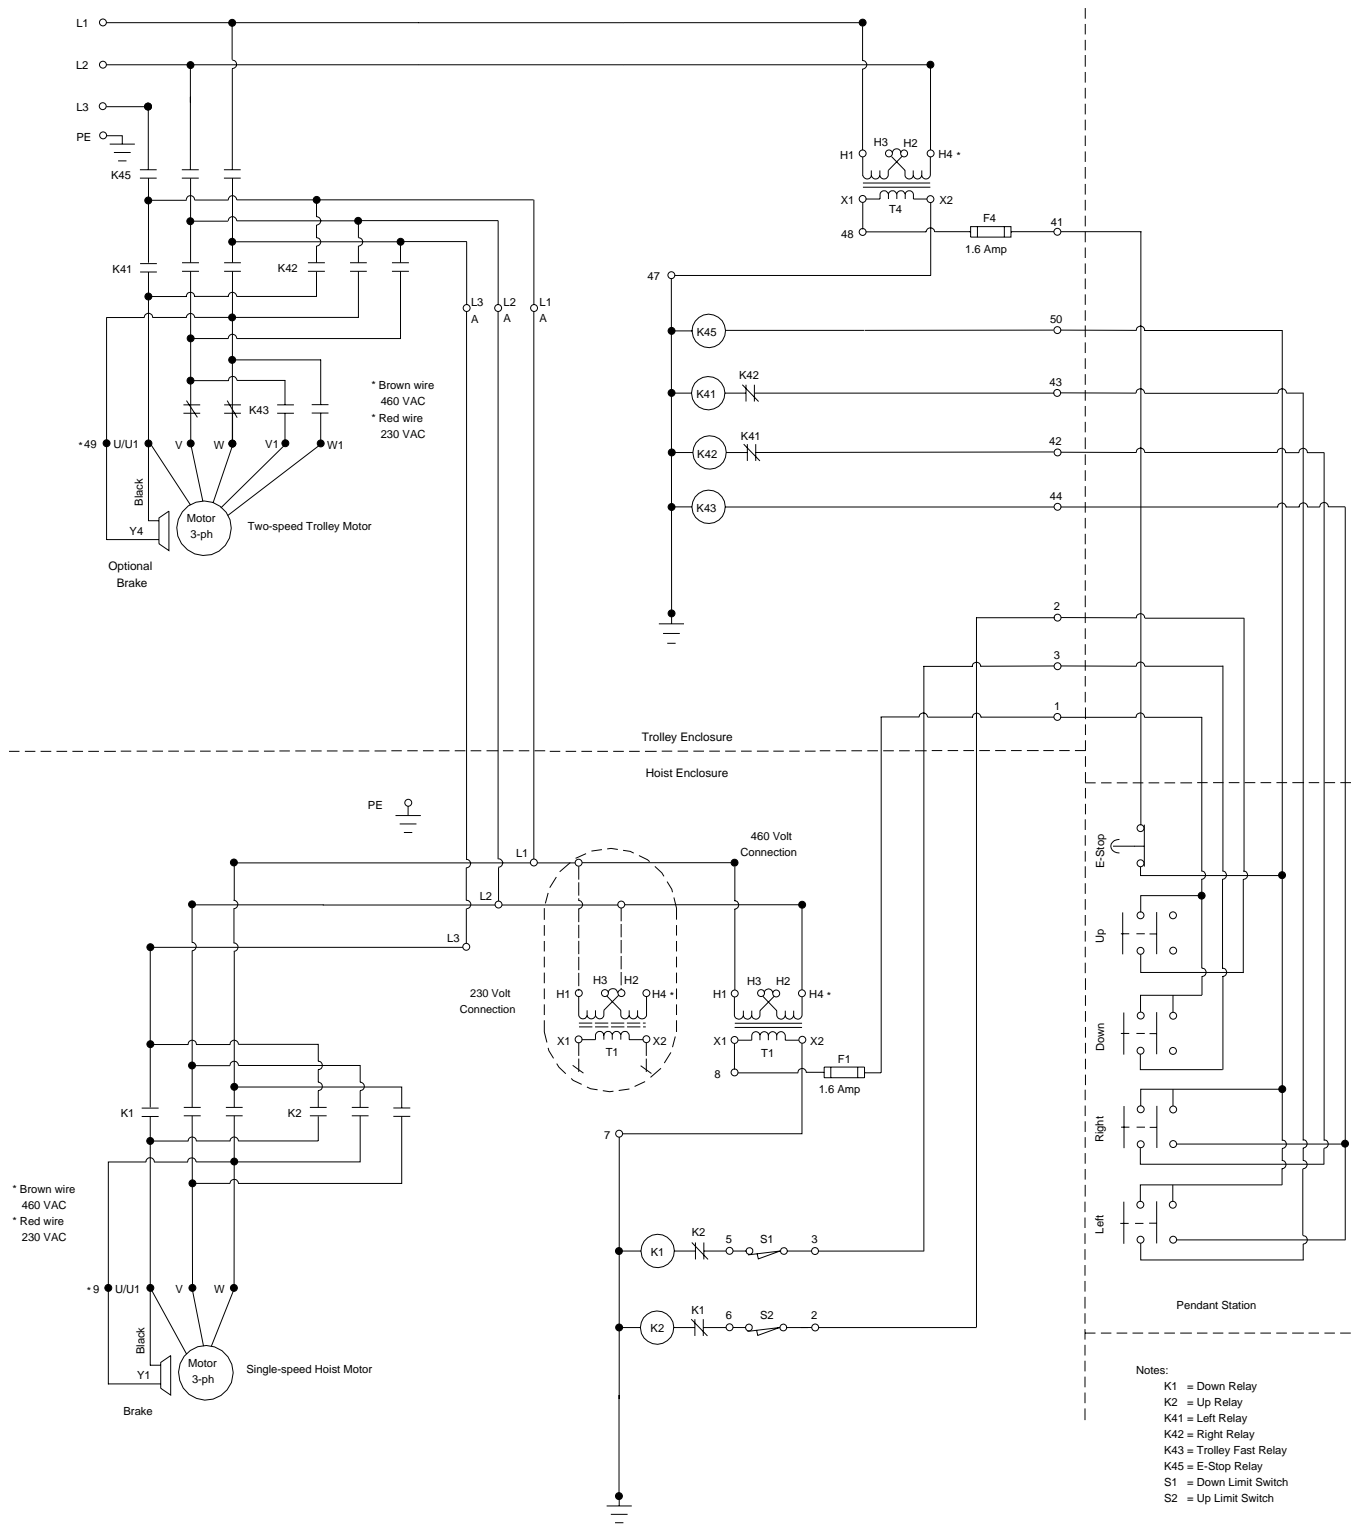 L1
L2
L3
PE
H1
H3
H2
H4 *
K45
X1
T4
X2
F4
41
48
1.6 Amp
K41
K42
47
L3
A
L2
A
L1
A
50
K45
K42
43
K41
* Brown wire
460 VAC
* Red wire
230 VAC
K43
K41
42
K42
* 49
U/U1
V
W
V1
W1
44
K43
Black
Motor
3-ph
Two-speed Trolley Motor
Y4
Optional
Brake
2
3
1
Trolley Enclosure
Hoist Enclosure
PE
460 Volt
Connection
L1
E-Stop
L2
Up
L3
230 Volt
Connection
H1
H3
H2
H4 *
H1
H3
H2
H4 *
Down
X1
T1
X2
X1
T1
X2
8
F1
1.6 Amp
K1
K2
7
Right
* Brown wire
460 VAC
* Red wire
230 VAC
Left
K1
K2
5
S1
3
* 9
U/U1
V
W
Pendant Station
K2
K1
6
S2
2
Black
Motor
3-ph
Single-speed Hoist Motor
Y1
Brake
Notes:
K1 = Down Relay
K2 = Up Relay
K41 = Left Relay
K42 = Right Relay
K43 = Trolley Fast Relay
K45 = E-Stop Relay
S1 = Down Limit Switch
S2 = Up Limit Switch